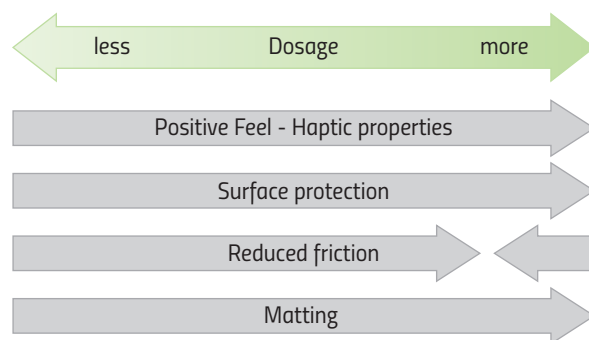 less Dosage more
Positive Feel - Haptic properties
Surface protection
Reduced friction
Matting